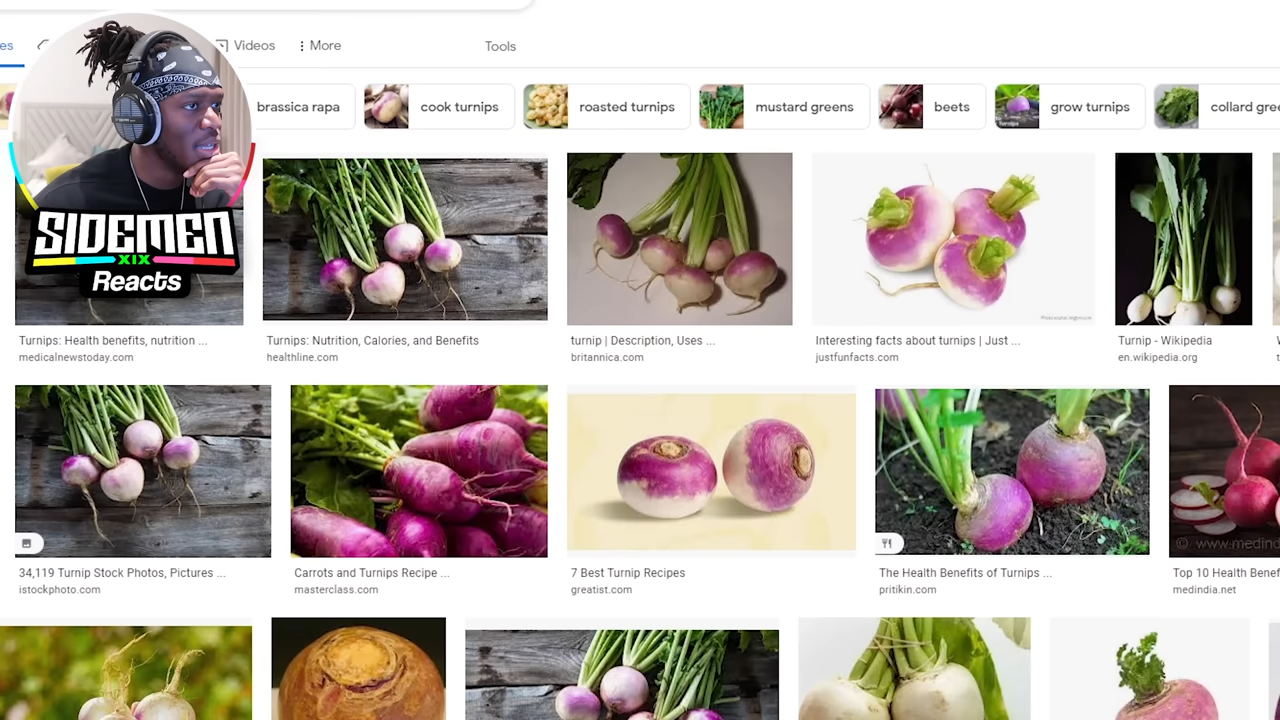 es
Videos
More
Tools
brassica rapa
cook turnips
roasted turnips
mustard greens
beets
grow turnips
collard gre
SIDEMEN
XIX
Reacts
Turnips: Health benefits, nutrition ...
medicalnewstoday.com
Turnips: Nutrition, Calories, and Benefits
healthline.com
turnip | Description, Uses ...
britannica.com
Interesting facts about turnips | Just ...
justfunfacts.com
Turnip - Wikipedia
en.wikipedia.org
© www.medind
34,119 Turnip Stock Photos, Pictures ...
istockphoto.com
Carrots and Turnips Recipe ...
masterclass.com
7 Best Turnip Recipes
greatist.com
The Health Benefits of Turnips ...
pritikin.com
Top 10 Health Benef
medindia.net